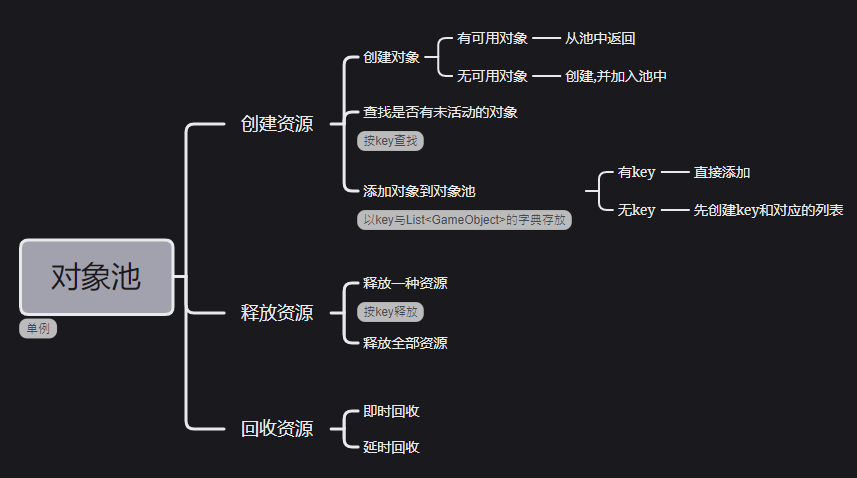 对象池
单例
创建资源
创建对象
有可用对象
从池中返回
无可用对象
创建,并加入池中
查找是否有未活动的对象
按key查找
添加对象到对象池
以key与List<GameObject>的字典存放
有key
直接添加
无key
先创建key和对应的列表
释放资源
释放一种资源
按key释放
释放全部资源
回收资源
即时回收
延时回收